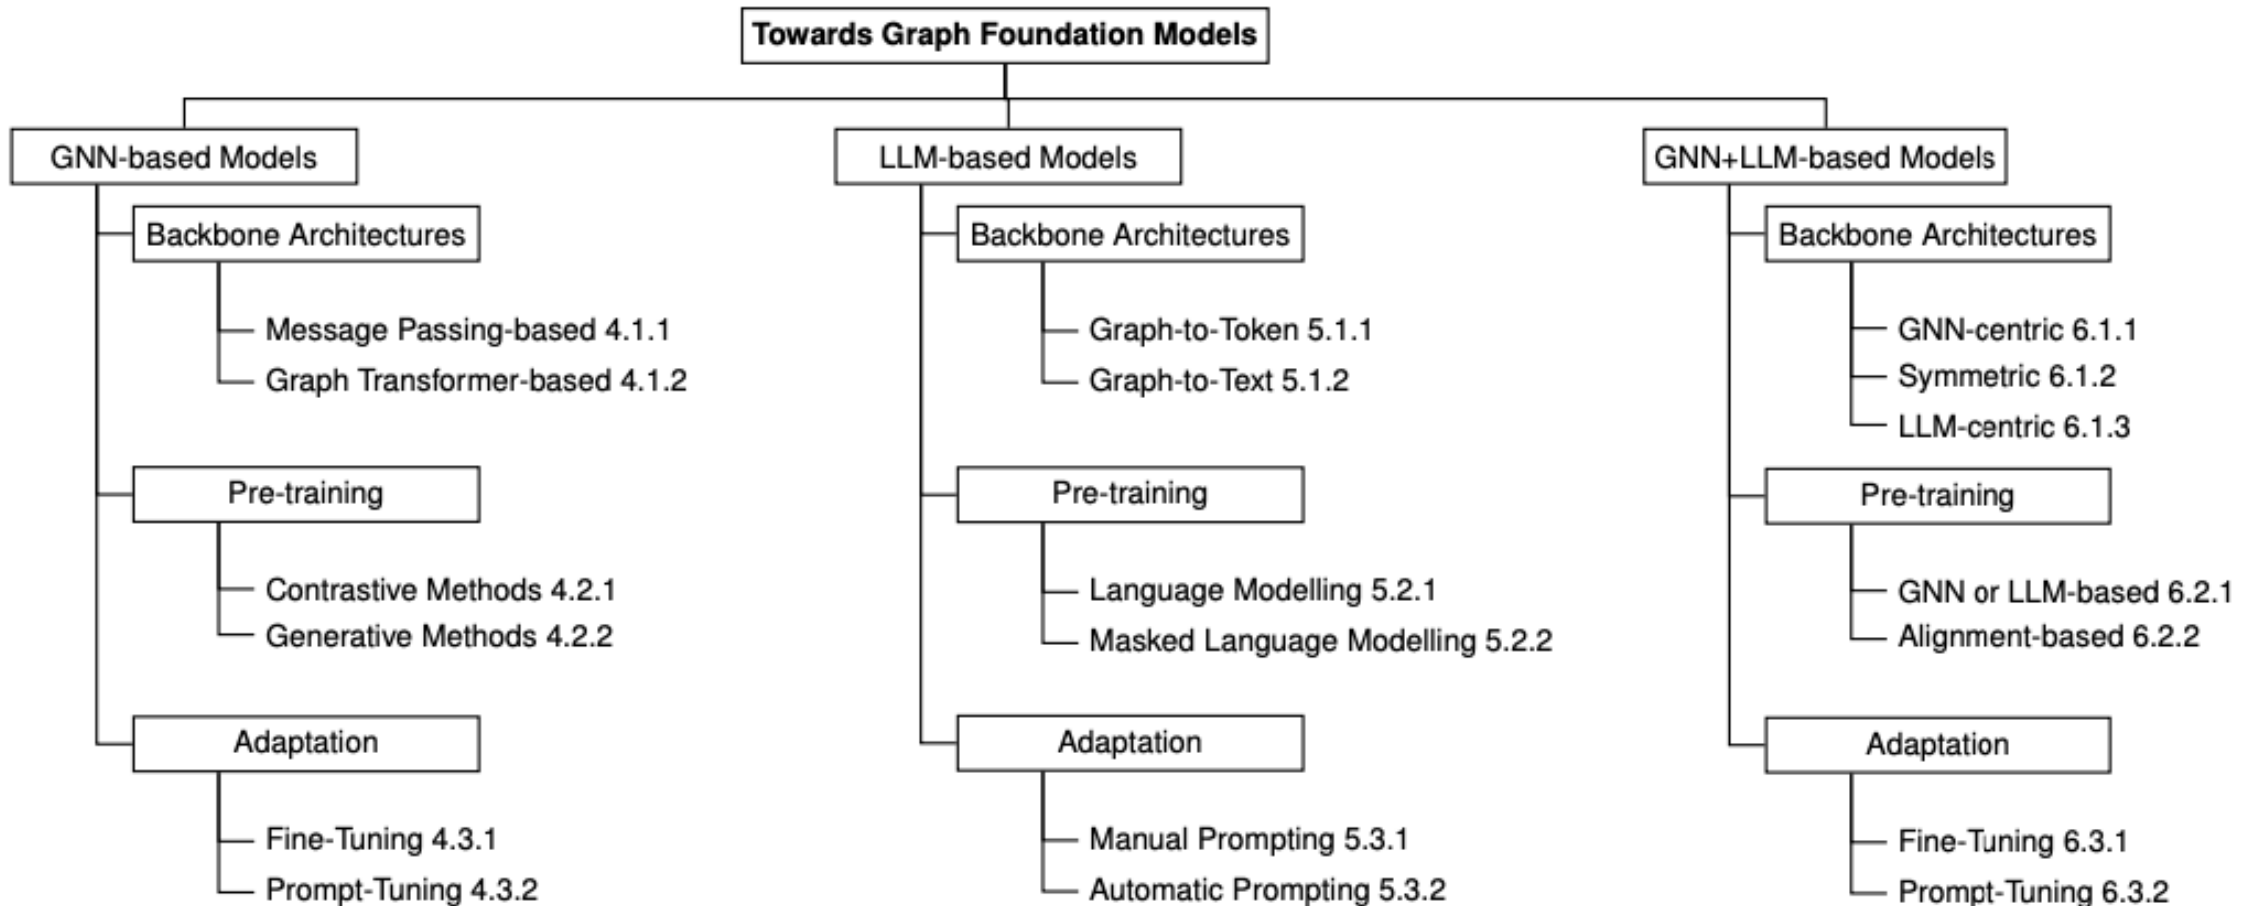 Towards Graph Foundation Models
GNN-based Models
Backbone Architectures
Message Passing-based 4.1.1
Graph Transformer-based 4.1.2
Pre-training
Contrastive Methods 4.2.1
Generative Methods 4.2.2
Adaptation
Fine-Tuning 4.3.1
Prompt-Tuning 4.3.2
LLM-based Models
Backbone Architectures
Graph-to-Token 5.1.1
Graph-to-Text 5.1.2
Pre-training
Language Modelling 5.2.1
Masked Language Modelling 5.2.2
Adaptation
Manual Prompting 5.3.1
Automatic Prompting 5.3.2
GNN+LLM-based Models
Backbone Architectures
GNN-centric 6.1.1
Symmetric 6.1.2
LLM-centric 6.1.3
Pre-training
GNN or LLM-based 6.2.1
Alignment-based 6.2.2
Adaptation
Fine-Tuning 6.3.1
Prompt-Tuning 6.3.2